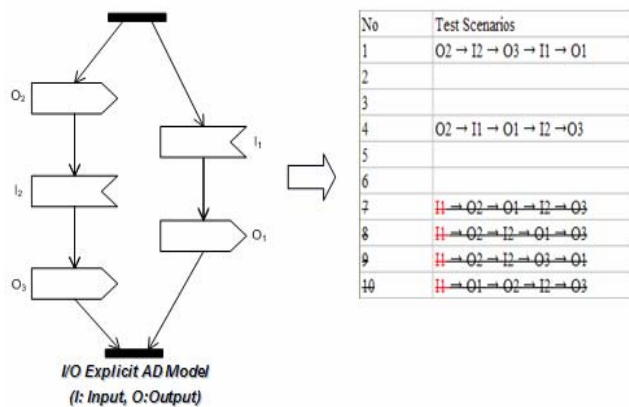 O2
I2
O3
I1
O1
I/O Explicit AD Model
(I: Input, O:Output)
No Test Scenarios
1 O2 → I2 → O3 → I1 → O1
2
3
4 O2 → I1 → O1 → I2 →O3
5
6
7 I1 → O2 → O1 → I2 → O3
8 I1 → O2 → I2 → O1 → O3
9 I1 → O2 → I2 → O3 → O1
10 I1 → O1 → O2 → I2 → O3